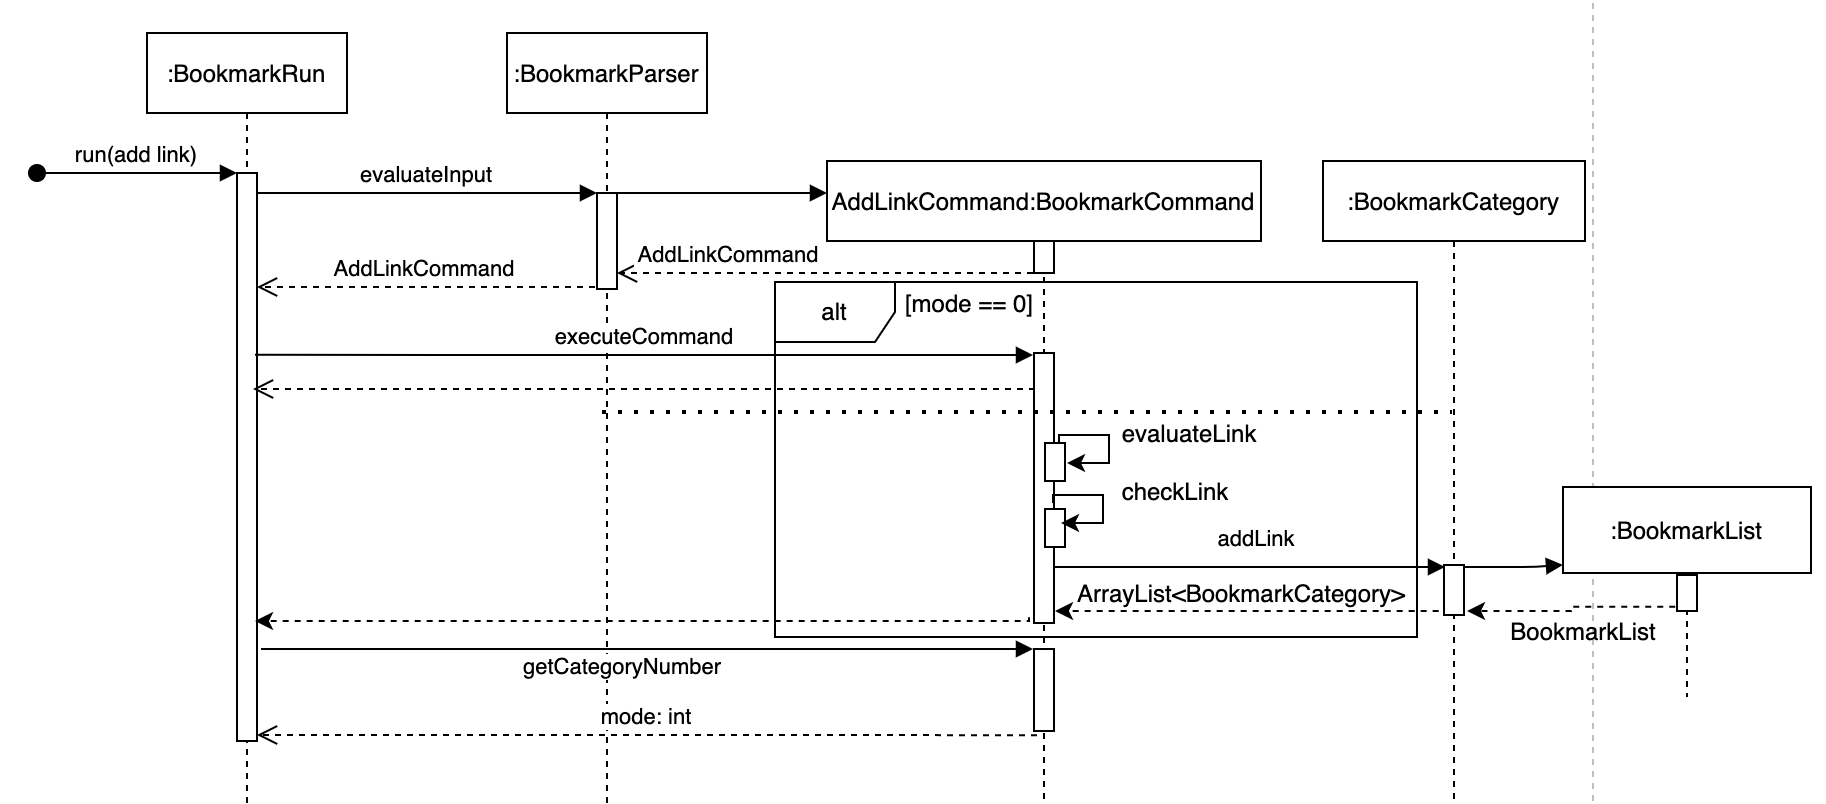 :BookmarkRun
:BookmarkParser
run(add link)
evaluateInput
AddLinkCommand:BookmarkCommand
:BookmarkCategory
AddLinkCommand
AddLinkCommand
alt
[mode == 0]
executeCommand
evaluateLink
checkLink
:BookmarkList
addLink
ArrayList<BookmarkCategory>
BookmarkList
getCategoryNumber
mode: int